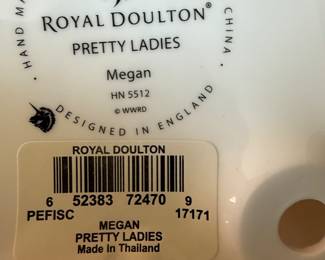 HAND MA
CHINA
ROYAL DOULTON®
PRETTY LADIES
Megan
HN 5512
© WWRD
DESIGNED IN ENGLAND
ROYAL DOULTON
6 52383 72470 9
PEFISC 17171
MEGAN
PRETTY LADIES
Made In Thailand